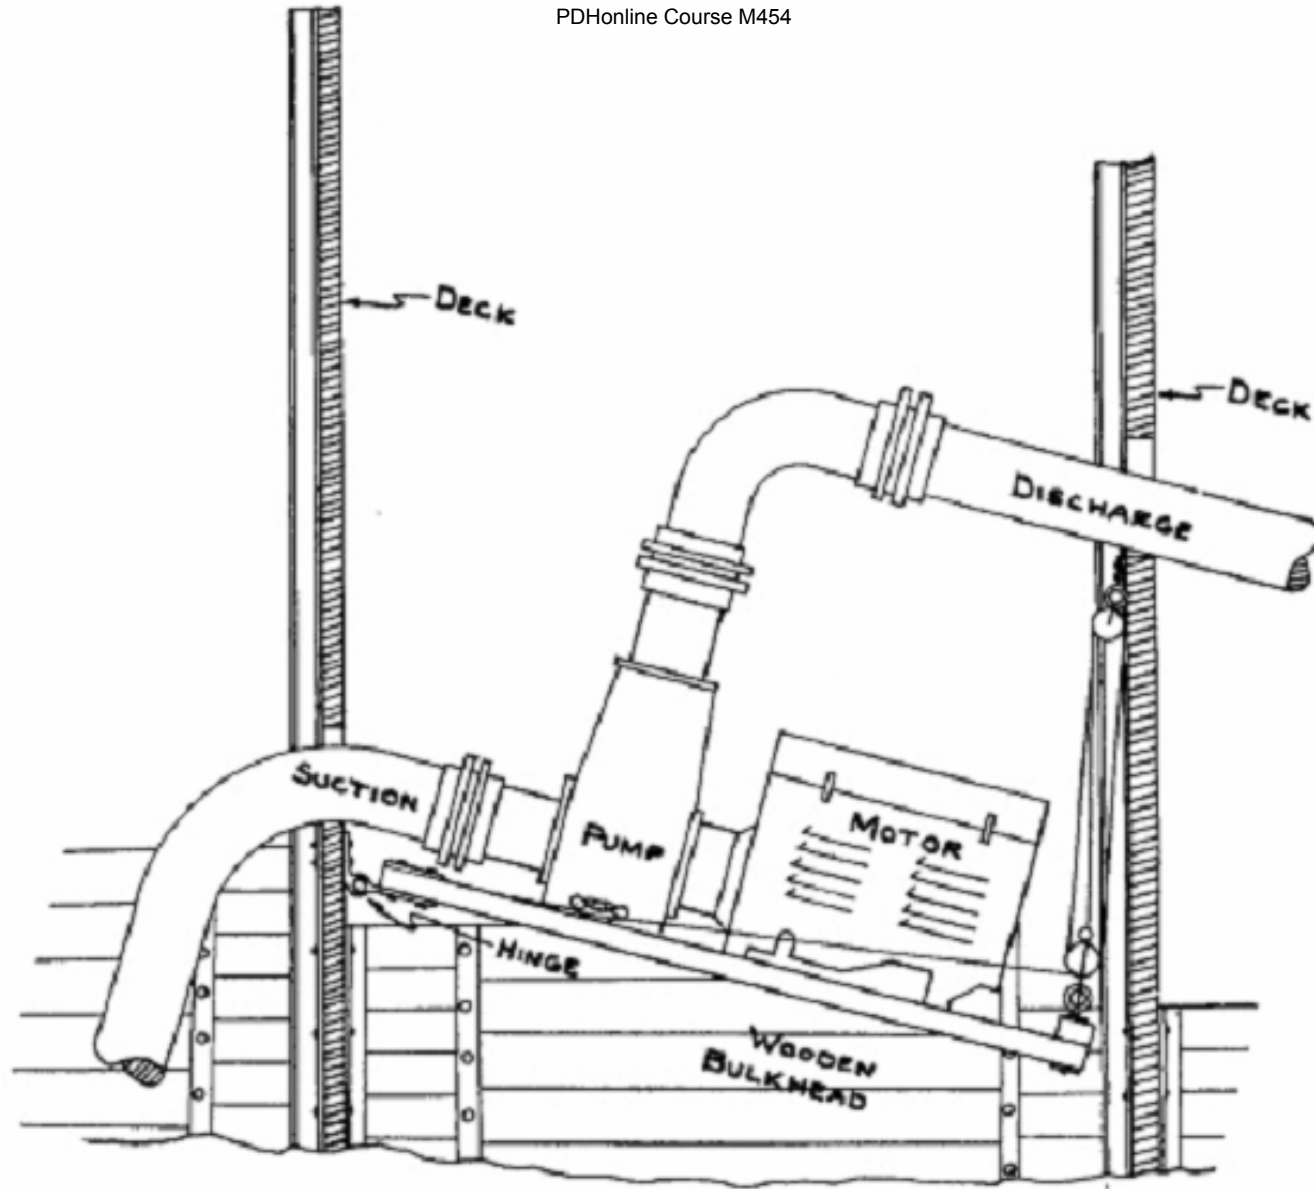 PDHonline Course M454
DECK
DECK
DISCHARGE
SUCTION
PUMP
MOTOR
HINGE
WOODEN
BULKHEAD